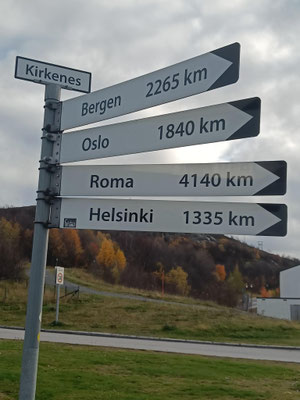 Kirkenes
Bergen 2265 km
Oslo 1840 km
Roma 4140 km
Helsinki 1335 km